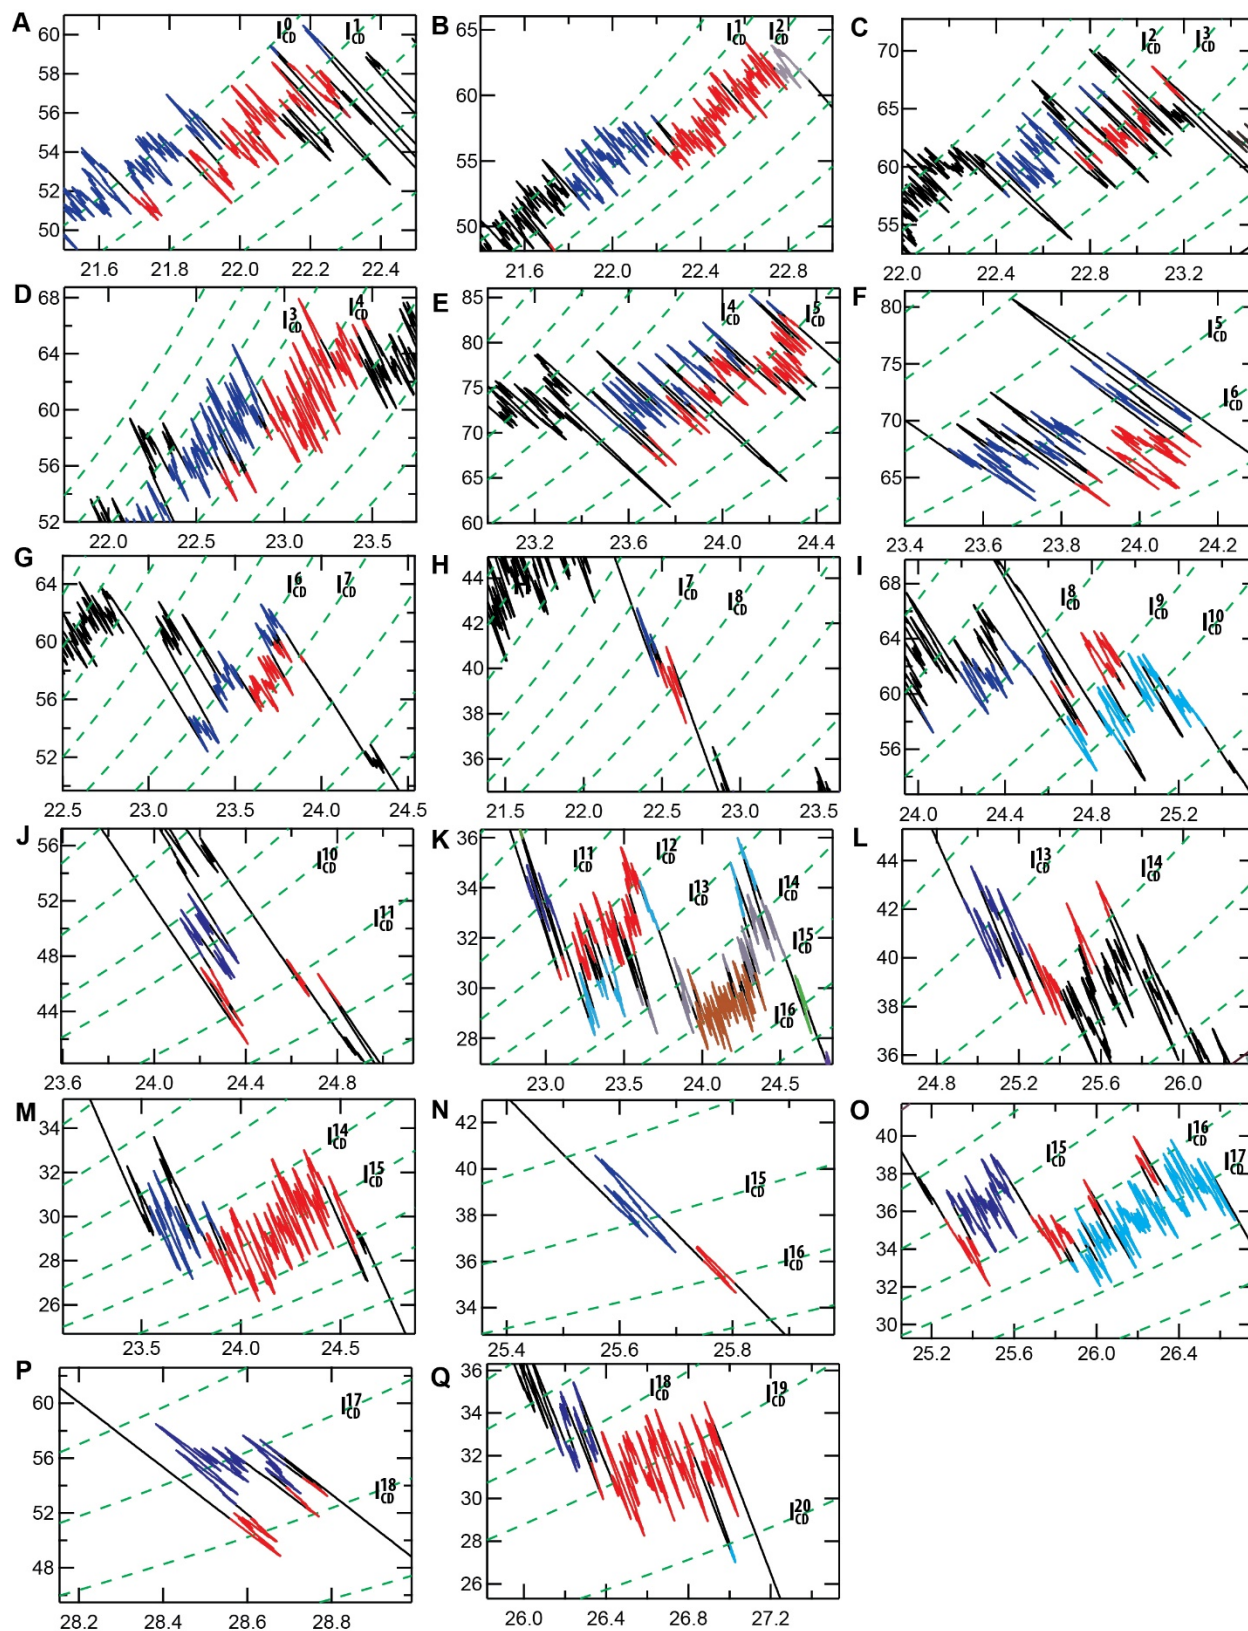 A
60
58
56
54
52
50
I⁰CD
I¹CD
21.6 21.8 22.0 22.2 22.4
B
65
60
55
50
I¹CD
I²CD
21.6 22.0 22.4 22.8
C
70
65
60
55
I²CD
I³CD
22.0 22.4 22.8 23.2
D
68
64
60
56
52
I³CD
I⁴CD
22.0 22.5 23.0 23.5
E
85
80
75
70
65
60
I⁴CD
I⁵CD
23.2 23.6 24.0 24.4
F
80
75
70
65
I⁵CD
I⁶CD
23.4 23.6 23.8 24.0 24.2
G
64
60
56
52
I⁶CD
I⁷CD
22.5 23.0 23.5 24.0 24.5
H
44
42
40
38
36
I⁷CD
I⁸CD
21.5 22.0 22.5 23.0 23.5
I
68
64
60
56
I⁸CD
I⁹CD
I¹⁰CD
24.0 24.4 24.8 25.2
J
56
52
48
44
I¹⁰CD
I¹¹CD
23.6 24.0 24.4 24.8
K
36
34
32
30
28
I¹¹CD
I¹²CD
I¹³CD
I¹⁴CD
I¹⁵CD
I¹⁶CD
23.0 23.5 24.0 24.5
L
44
42
40
38
36
I¹³CD
I¹⁴CD
24.8 25.2 25.6 26.0
M
34
32
30
28
26
I¹⁴CD
I¹⁵CD
23.5 24.0 24.5
N
42
40
38
36
34
I¹⁵CD
I¹⁶CD
25.4 25.6 25.8
O
40
38
36
34
32
30
I¹⁵CD
I¹⁶CD
I¹⁷CD
25.2 25.6 26.0 26.4
P
60
56
52
48
I¹⁷CD
I¹⁸CD
28.2 28.4 28.6 28.8
Q
36
34
32
30
28
26
I¹⁸CD
I¹⁹CD
I²⁰CD
26.0 26.4 26.8 27.2